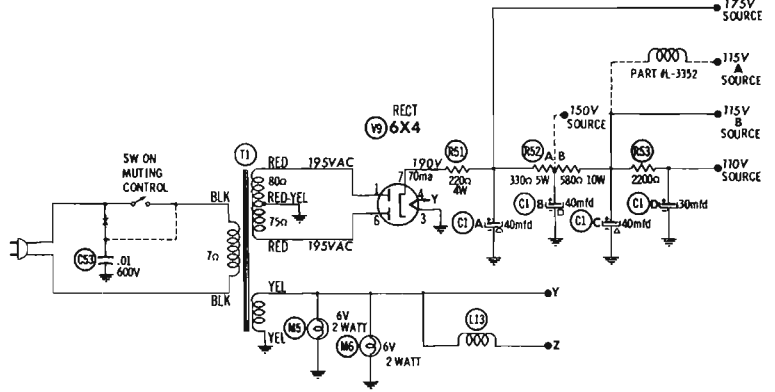 175V
SOURCE
115V
A
SOURCE
PART #L-3352
150V
SOURCE
115V
B
SOURCE
RECT
V9 6X4
190V
70ma
R51
220Ω
4W
R52
A B
330Ω 5W 580Ω 10W
R53
2200Ω
110V
SOURCE
SW ON
MUTING
CONTROL
T1
RED 195VAC
80Ω
RED-YEL
75Ω
RED 195VAC
7
1
4
Y
6
3
C1 A 40mfd
C1 B 40mfd
C1 C 40mfd
C1 D 30mfd
BLK
7Ω
BLK
C53
.01
600V
YEL
YEL
M5
6V
2 WATT
M6
6V
2 WATT
L13
Y
Z